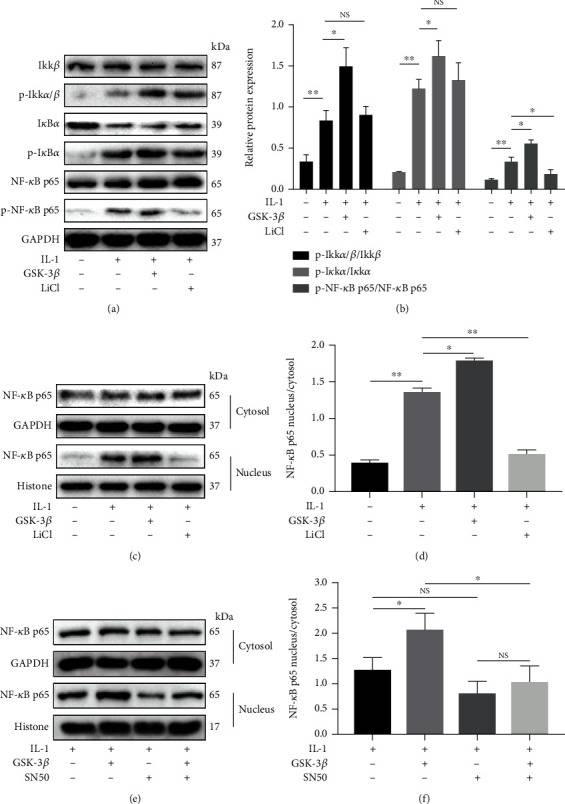 kDa
Ikkβ 87
p-Ikkα/β 87
IκBα 39
p-IκBα 39
NF-κB p65 65
p-NF-κB p65 65
GAPDH 37
IL-1 – + + +
GSK-3β – – + –
LiCl – – – +
(a)
Relative protein expression
2.0
1.5
1.0
0.5
0.0
** * NS
** * NS
** * *
IL-1 – + + + – + + + – + + +
GSK-3β – – + – – – + – – – + –
LiCl – – – + – – – + – – – +
p-Ikkα/β/Ikkβ
p-Iκkα/Iκkα
p-NF-κB p65/NF-κB p65
(b)
kDa
NF-κB p65 65
Cytosol
GAPDH 37
NF-κB p65 65
Nucleus
Histone 37
IL-1 – + + +
GSK-3β – – + –
LiCl – – – +
(c)
NF-κB p65 nucleus/cytosol
2.0
1.5
1.0
0.5
0.0
**
*
**
IL-1 – + + +
GSK-3β – – + –
LiCl – – – +
(d)
kDa
NF-κB p65 65
Cytosol
GAPDH 37
NF-κB p65 65
Nucleus
Histone 17
IL-1 + + + +
GSK-3β – + – +
SN50 – – + +
(e)
NF-κB p65 nucleus/cytosol
3.0
2.5
2.0
1.5
1.0
0.5
0.0
*
NS
*
NS
IL-1 + + + +
GSK-3β – + – +
SN50 – – + +
(f)